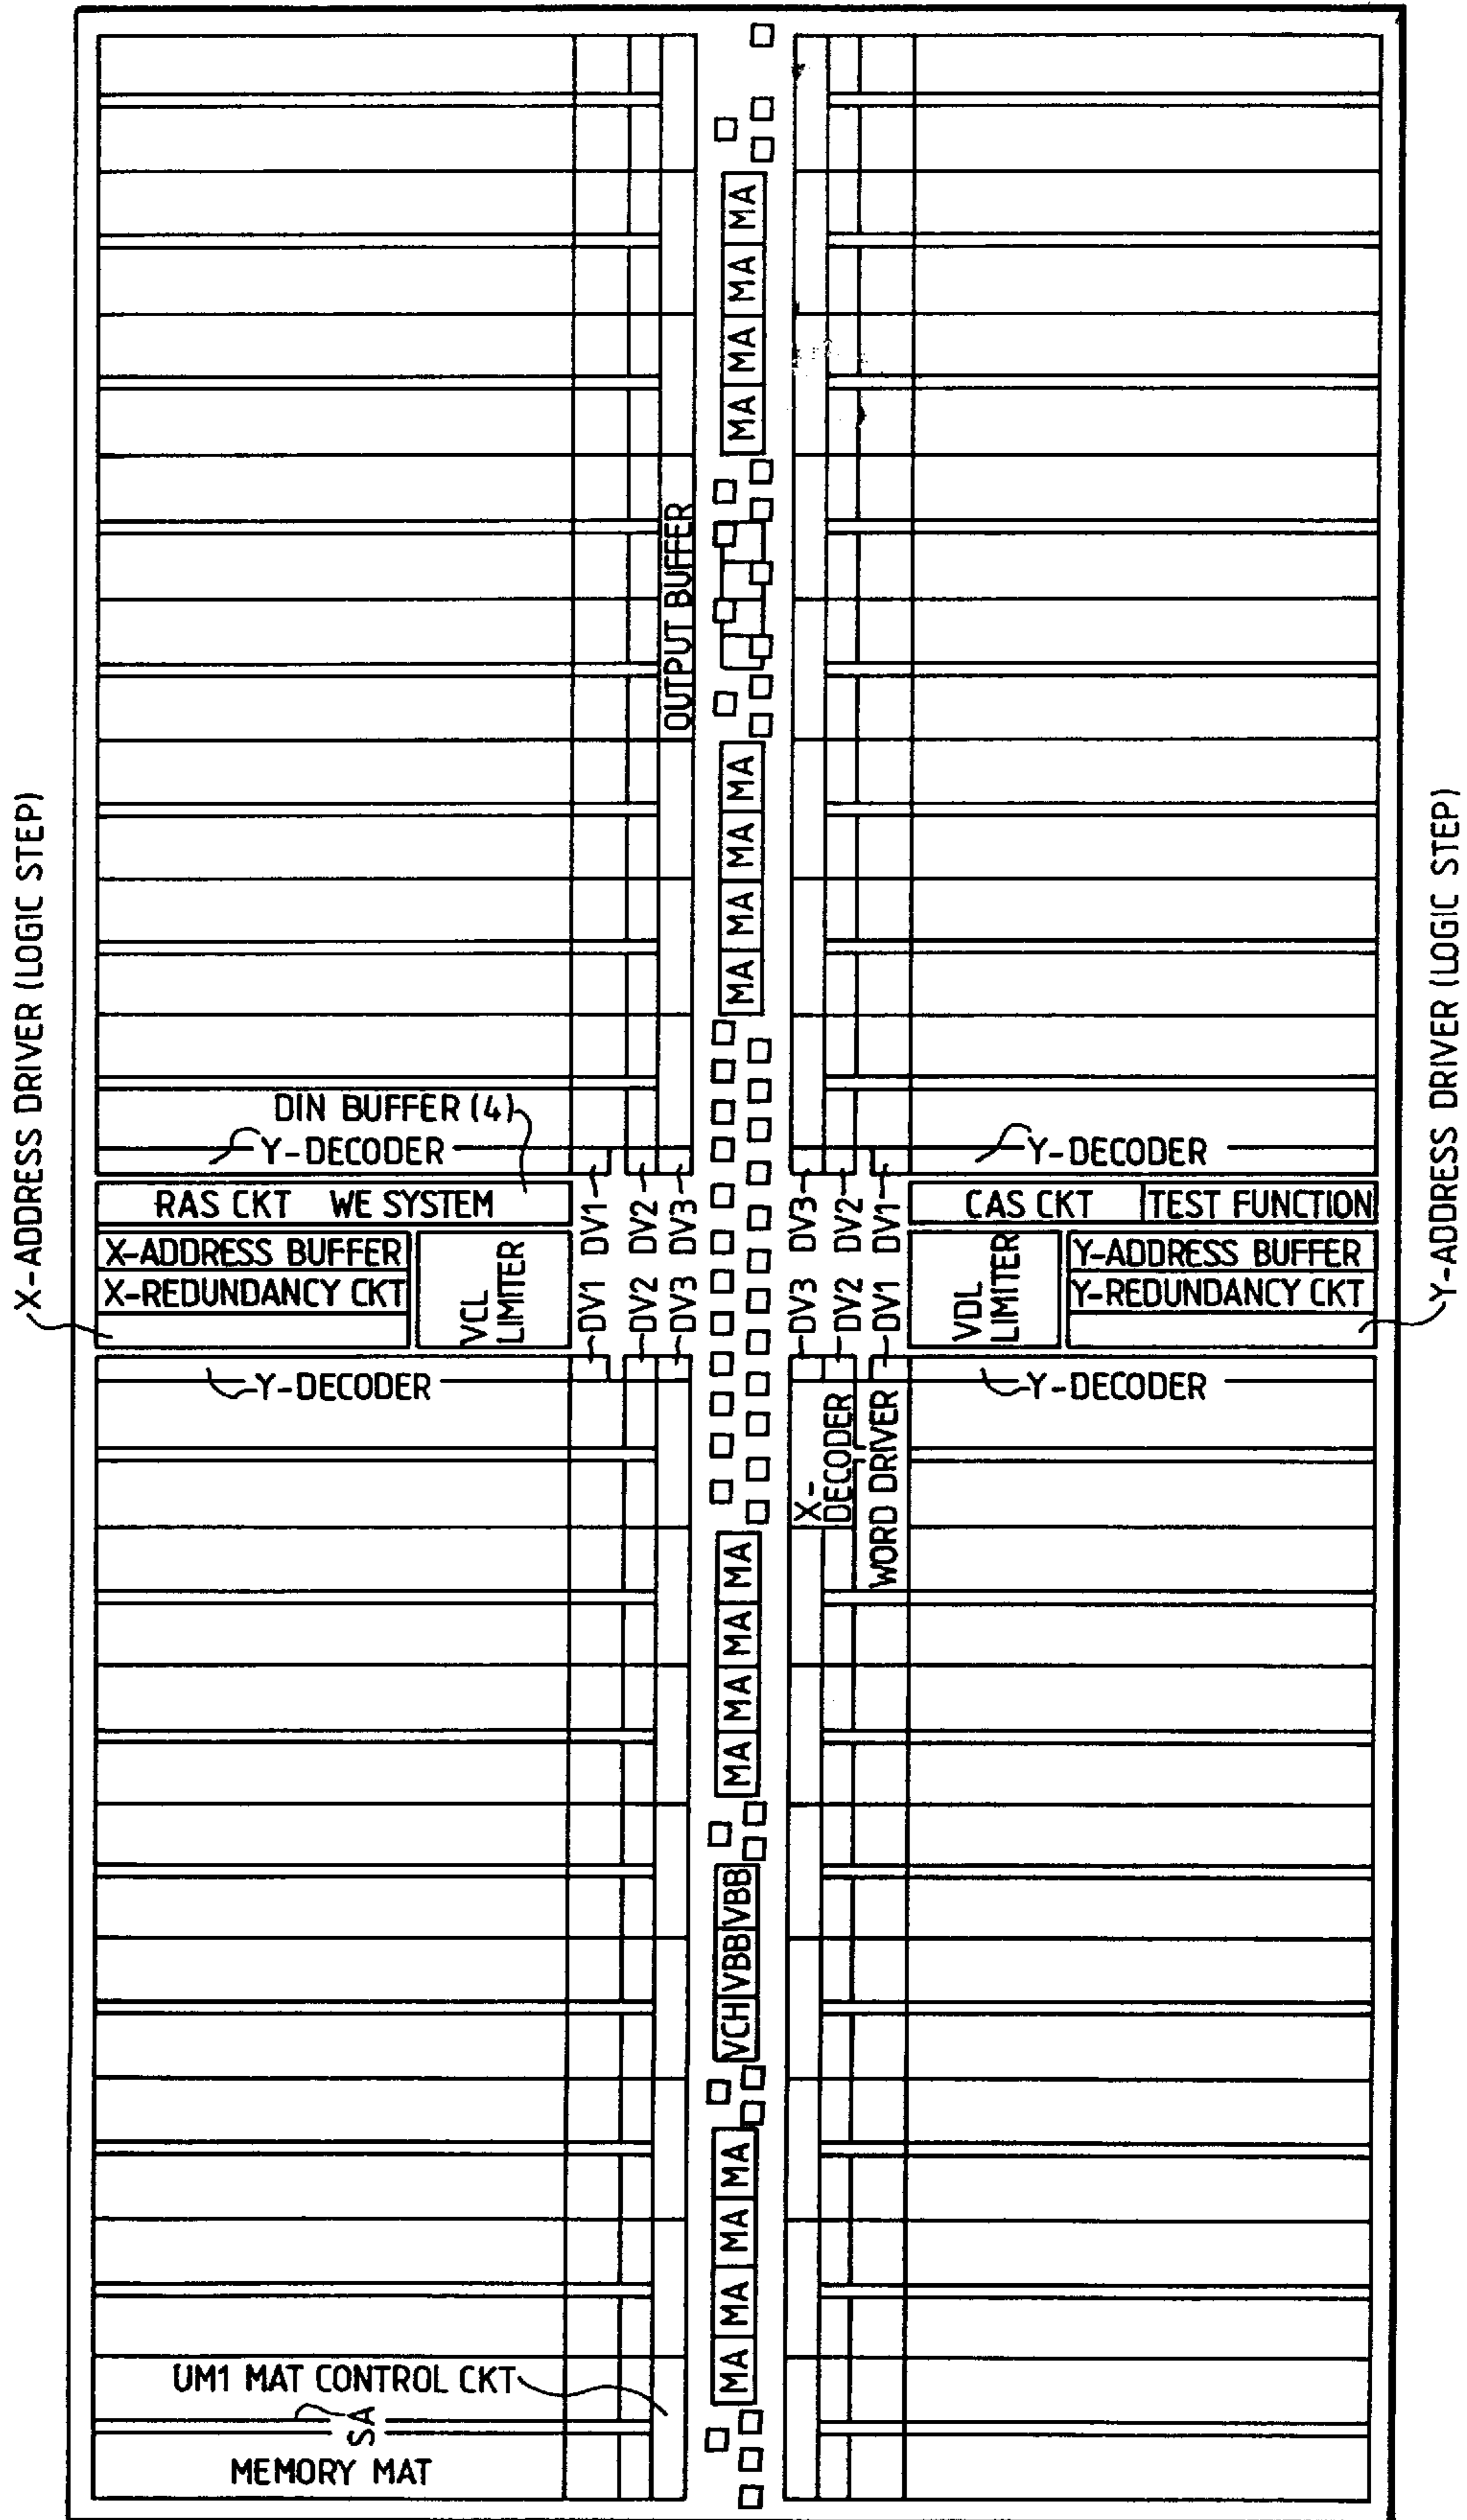 MA
MA
MA
MA
OUTPUT BUFFER
MA
MA
MA
MA
X-ADDRESS DRIVER (LOGIC STEP)
Y-ADDRESS DRIVER (LOGIC STEP)
DIN BUFFER (4)
Y-DECODER
Y-DECODER
RAS CKT WE SYSTEM
DV1
DV2
DV3
DV3
DV2
DV1
CAS CKT
TEST FUNCTION
X-ADDRESS BUFFER
X-REDUNDANCY CKT
VCL
LIMITER
DV1
DV2
DV3
DV3
DV2
DV1
VDL
LIMITER
Y-ADDRESS BUFFER
Y-REDUNDANCY CKT
Y-DECODER
X-
DECODER
WORD DRIVER
Y-DECODER
MA
MA
MA
MA
VBB
VBB
VCH
MA
MA
MA
MA
UM1 MAT CONTROL CKT
SA
MEMORY MAT